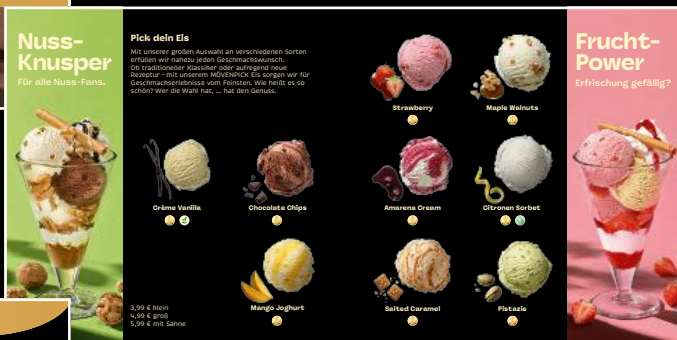 Nuss-
Knusper
Für alle Nuss-Fans.
Pick dein Eis
Mit unserer großen Auswahl an verschiedenen Sorten
erfüllen wir nahezu jeden Geschmackswunsch.
Ob traditioneller Klassiker oder aufregend neue
Rezeptur - mit unserem MÖVENPICK Eis sorgen wir für
Geschmackserlebnisse vom Feinsten. Wie heißt es so
schön? Wer die Wahl hat, ... hat den Genuss.
Strawberry
Maple Walnuts
Crème Vanilla
Chocolate Chips
Amarena Cream
Citronen Sorbet
Mango Joghurt
Salted Caramel
Pistazie
3,99 € klein
4,99 € groß
5,99 € mit Sahne
Frucht-
Power
Erfrischung gefällig?